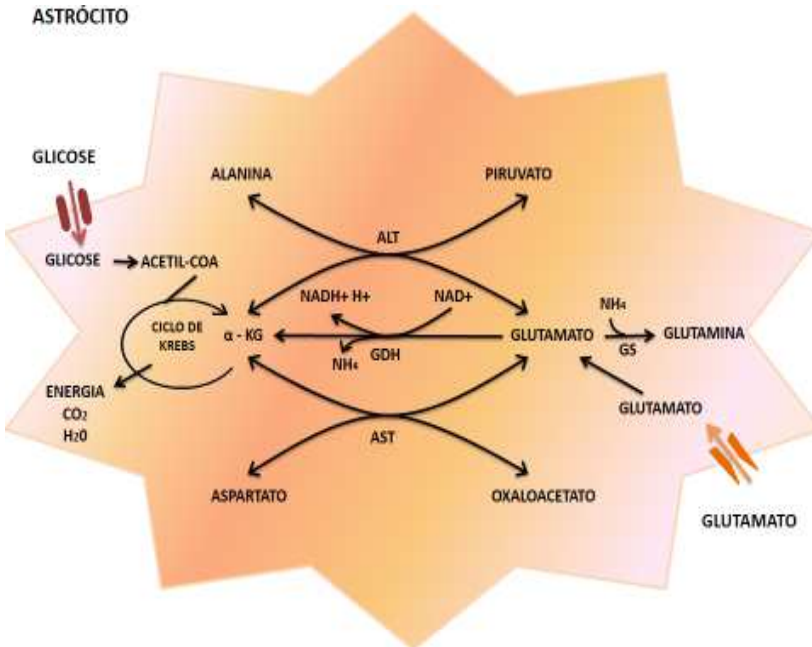 ASTRÓCITO
GLICOSE
ALANINA
PIRUVATO
ALT
GLICOSE
ACETIL-COA
NADH+ H+
NAD+
NH₄
CICLO DE
KREBS
α - KG
GLUTAMATO
GLUTAMINA
NH₄
GDH
GS
ENERGIA
CO₂
H₂0
GLUTAMATO
AST
ASPARTATO
OXALOACETATO
GLUTAMATO